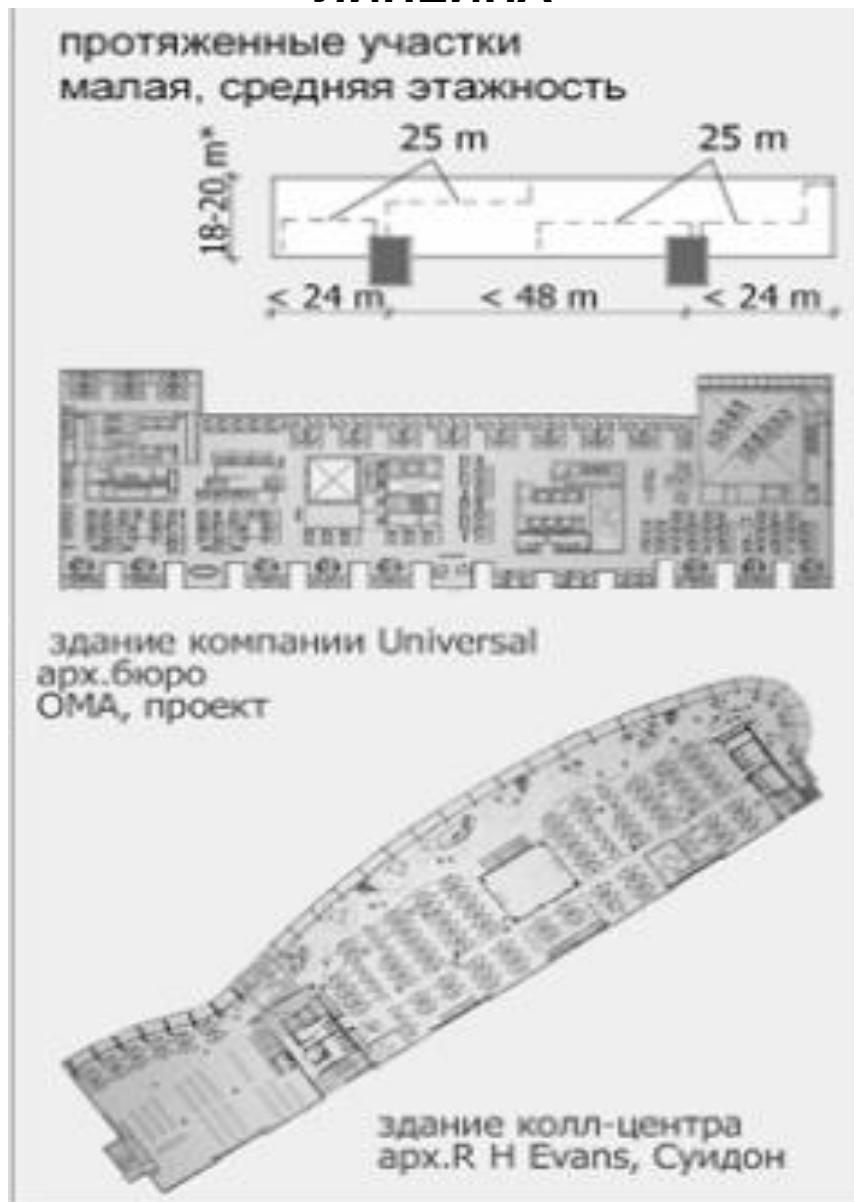 протяженные участки
малая, средняя этажность
25 m 25 m
18-20 m*
< 24 m < 48 m < 24 m
здание компании Universal
арх.бюро
ОМА, проект
здание колл-центра
арх.R H Evans, Суидон